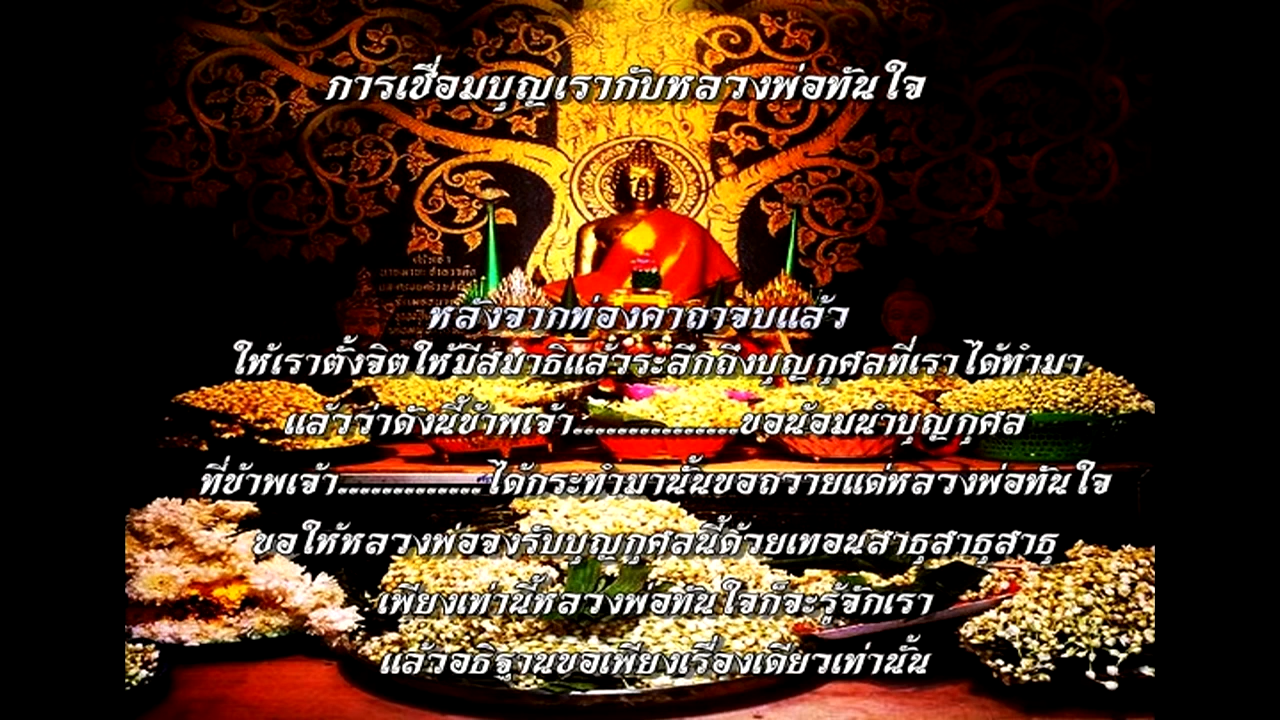 การเชื่อมบุญเรากับหลวงพ่อทันใจ
หลังจากท่องคาถาจบแล้ว
ให้เราตั้งจิตให้มีสมาธิแล้วระลึกถึงบุญกุศลที่เราได้ทำมา
แล้วว่าดังนี้ข้าพเจ้า...............ขอน้อมนำบุญกุศล
ที่ข้าพเจ้า.............ได้กระทำมานั้นขอถวายแด่หลวงพ่อทันใจ
ขอให้หลวงพ่อจงรับบุญกุศลนี้ด้วยเทอนสาธุสาธุสาธุ
เพียงเท่านี้หลวงพ่อทันใจก็จะรู้จักเรา
แล้วอธิฐานขอเพียงเรื่องเดียวเท่านั้น